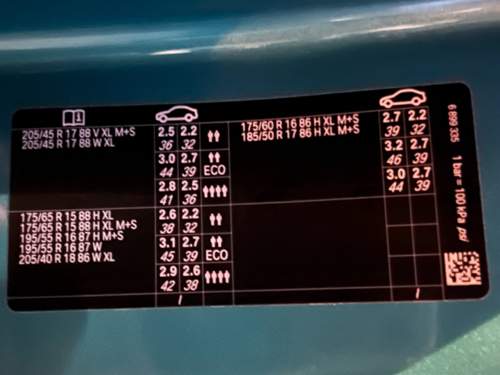 205/45 R 17 88 V XL M+S
205/45 R 17 88 W XL
2.5 2.2
36 32
3.0 2.7
44 39 ECO
2.8 2.5
41 36
175/65 R 15 88 H XL
175/65 R 15 88 H XL M+S
195/55 R 16 87 H M+S
195/55 R 16 87 W
205/40 R 18 86 W XL
2.6 2.2
38 32
3.1 2.7
45 39 ECO
2.9 2.6
42 38
/
175/60 R 16 86 H XL M+S
185/50 R 17 86 H XL M+S
2.7 2.2
39 32
3.2 2.7
46 39
3.0 2.7
44 39
/
6 899 335 1 bar = 100 kPa psi